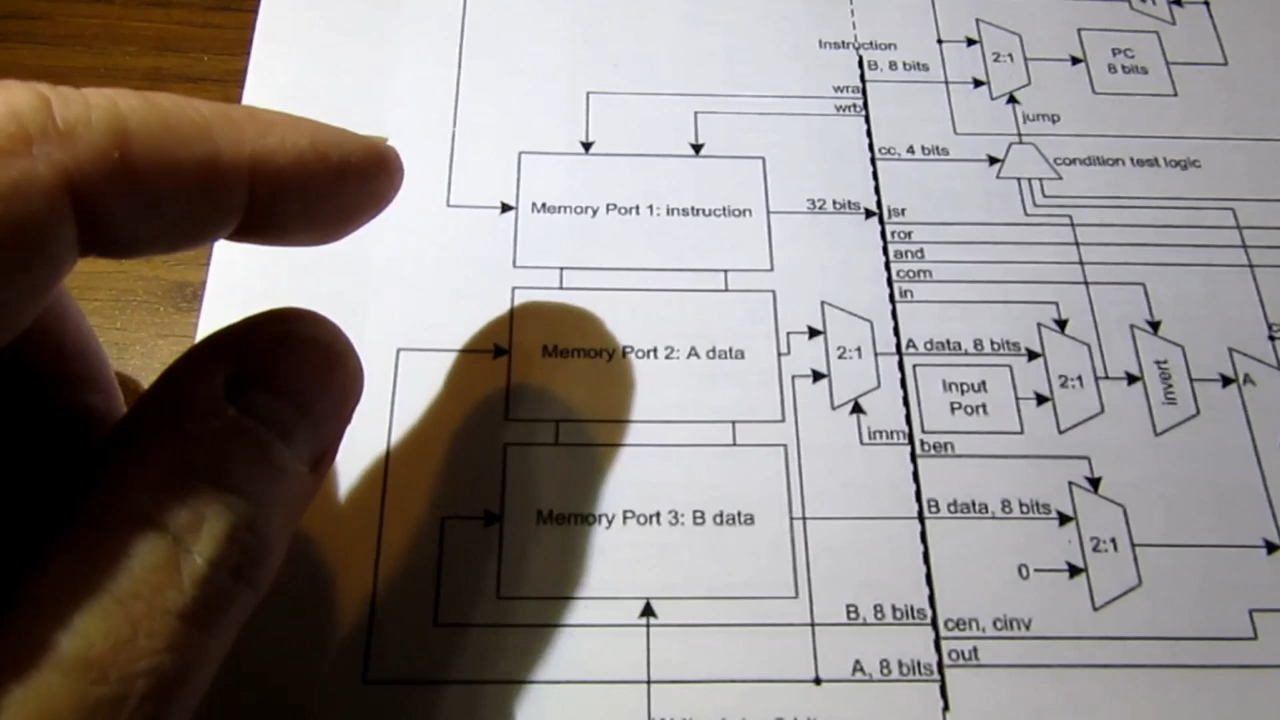 Instruction
B, 8 bits
2:1
PC
8 bits
wra
wrb
jump
cc, 4 bits
condition test logic
Memory Port 1: instruction
32 bits
jsr
ror
and
com
in
Memory Port 2: A data
2:1
A data, 8 bits
2:1
invert
A
Input
Port
imm
ben
Memory Port 3: B data
B data, 8 bits
2:1
0
B, 8 bits
cen, cinv
out
A, 8 bits